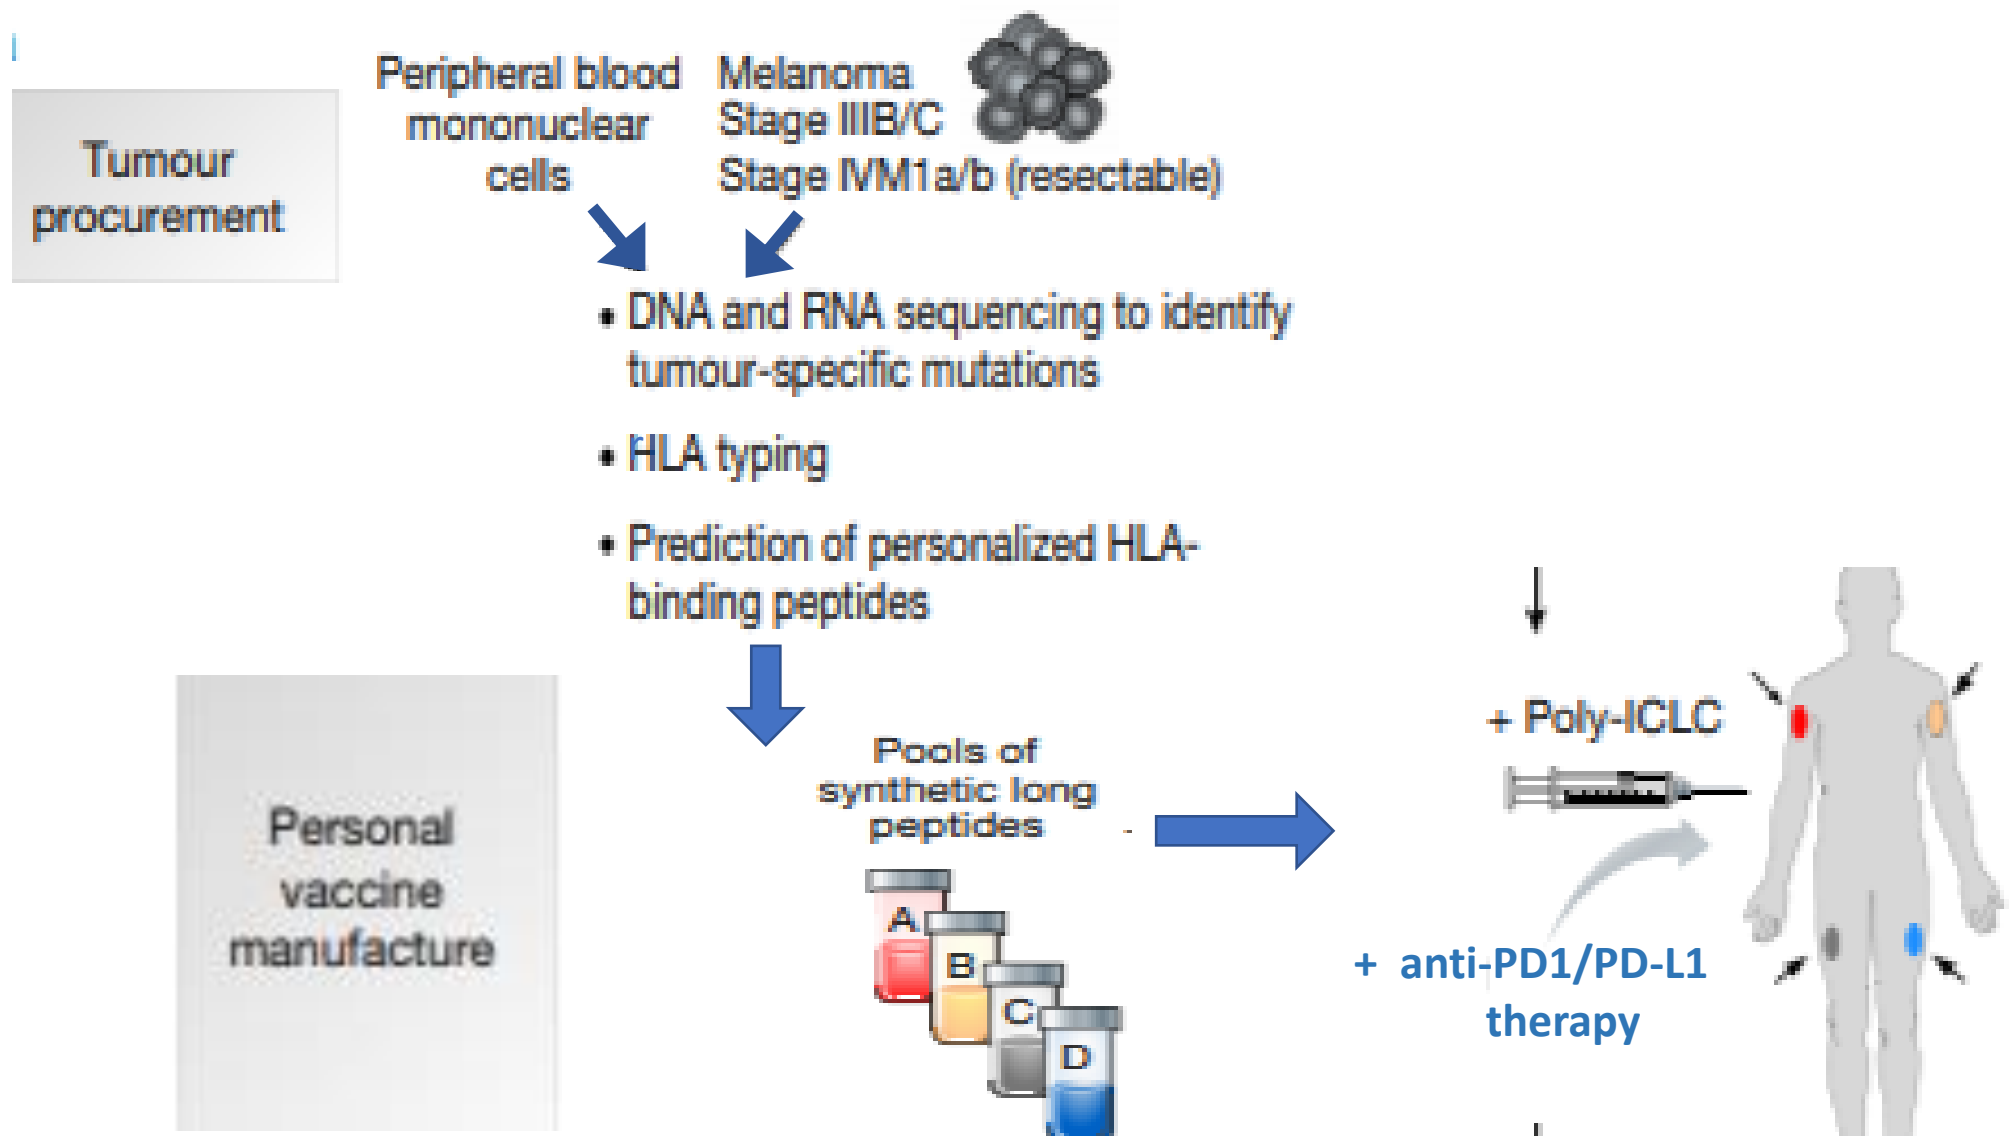 Tumour
procurement
Peripheral blood
mononuclear
cells
Melanoma
Stage IIIB/C
Stage IVM1a/b (resectable)
• DNA and RNA sequencing to identify
tumour-specific mutations
• HLA typing
• Prediction of personalized HLA-
binding peptides
Personal
vaccine
manufacture
Pools of
synthetic long
peptides
A
B
C
D
+ Poly-ICLC
+ anti-PD1/PD-L1
therapy